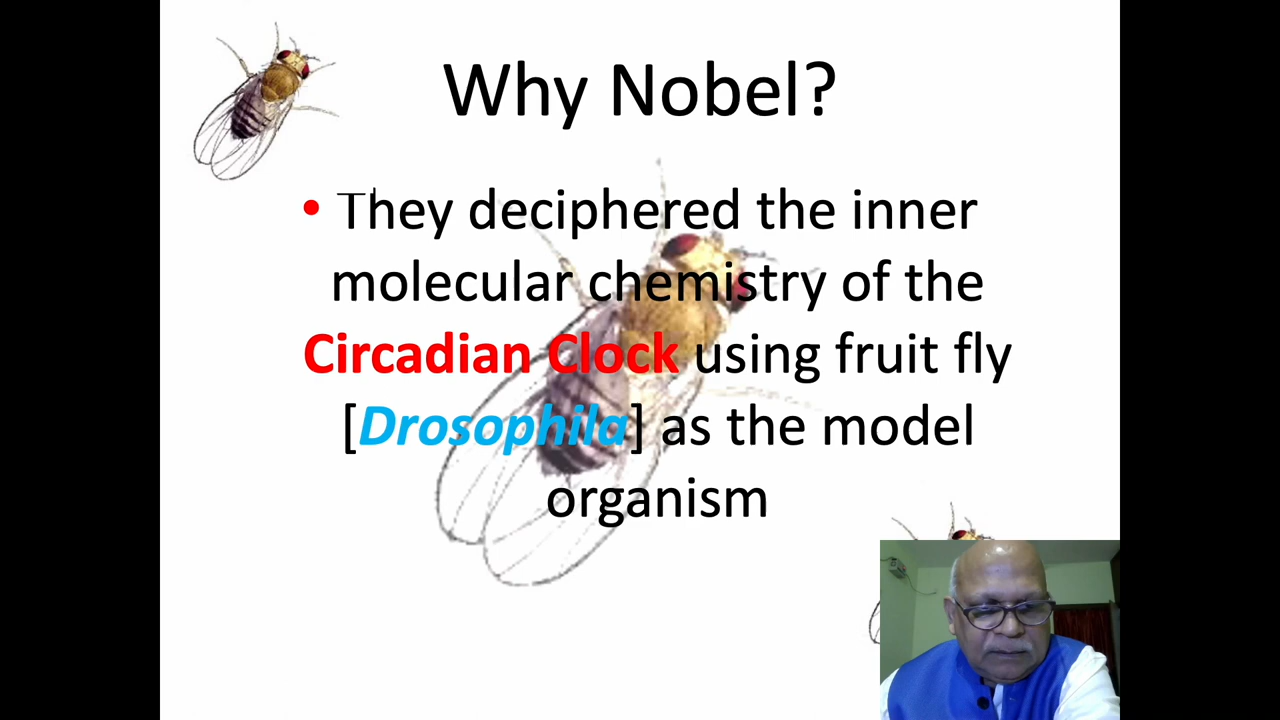 Why Nobel?
• They deciphered the inner
molecular chemistry of the
Circadian Clock using fruit fly
[Drosophila] as the model
organism